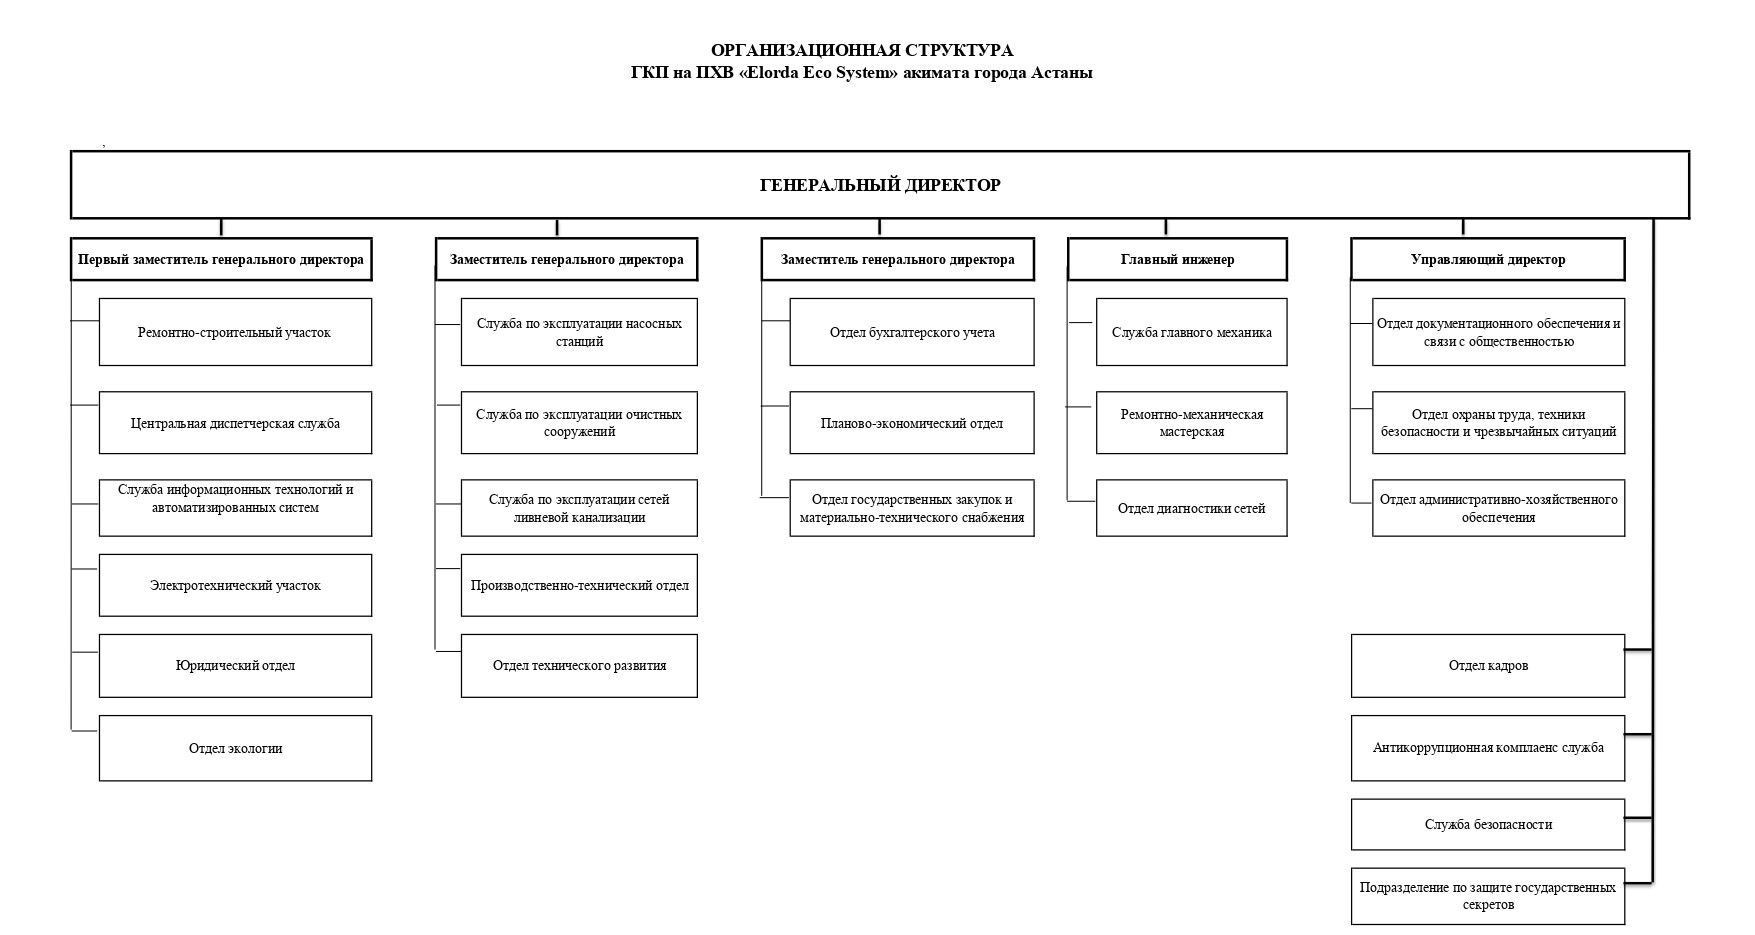 ОРГАНИЗАЦИОННАЯ СТРУКТУРА
ГКП на ПХВ «Elorda Eco System» акимата города Астаны
,
ГЕНЕРАЛЬНЫЙ ДИРЕКТОР
Первый заместитель генерального директора
Ремонтно-строительный участок
Центральная диспетчерская служба
Служба информационных технологий и
автоматизированных систем
Электротехнический участок
Юридический отдел
Отдел экологии
Заместитель генерального директора
Служба по эксплуатации насосных
станций
Служба по эксплуатации очистных
сооружений
Служба по эксплуатации сетей
ливневой канализации
Производственно-технический отдел
Отдел технического развития
Заместитель генерального директора
Отдел бухгалтерского учета
Планово-экономический отдел
Отдел государственных закупок и
материально-технического снабжения
Главный инженер
Служба главного механика
Ремонтно-механическая
мастерская
Отдел диагностики сетей
Управляющий директор
Отдел документационного обеспечения и
связи с общественностью
Отдел охраны труда, техники
безопасности и чрезвычайных ситуаций
Отдел административно-хозяйственного
обеспечения
Отдел кадров
Антикоррупционная комплаенс служба
Служба безопасности
Подразделение по защите государственных
секретов